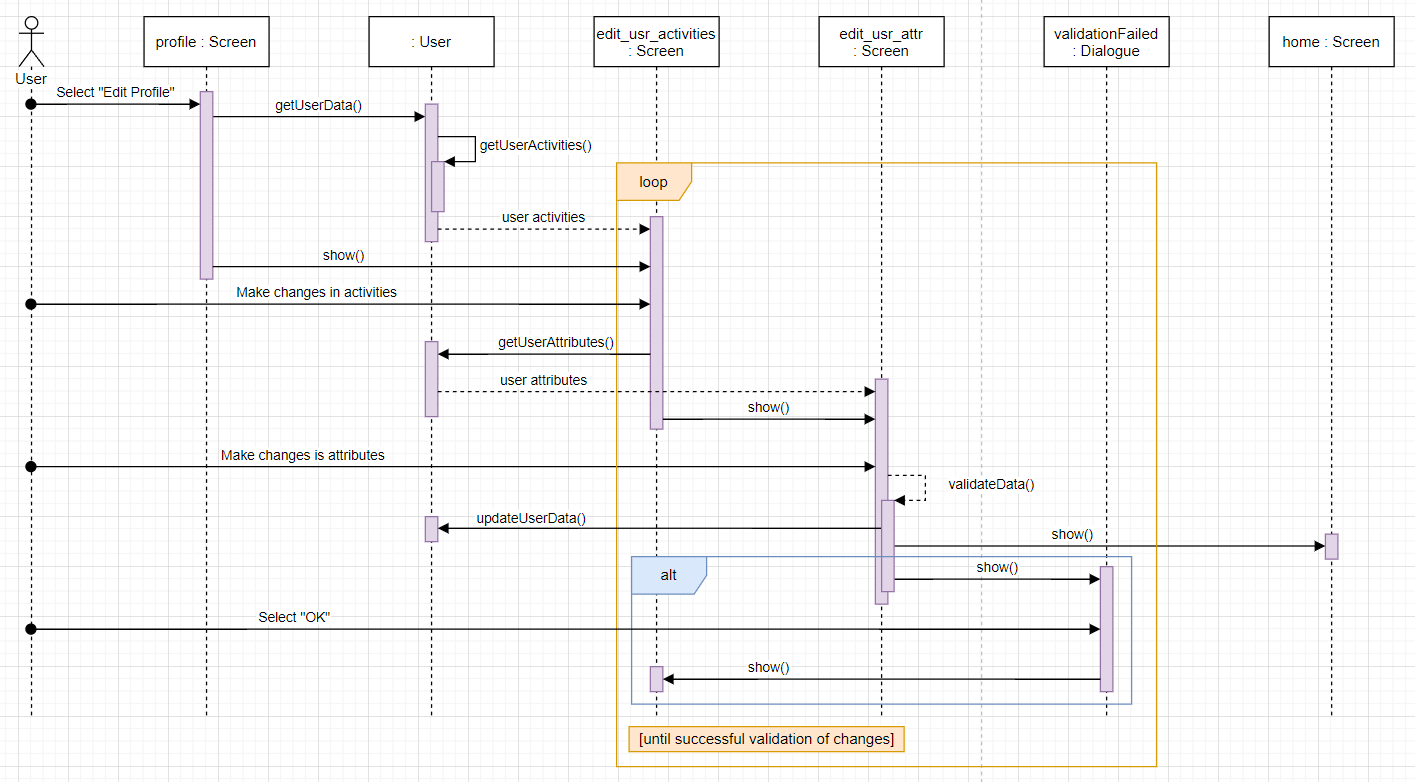 User
profile : Screen
: User
edit_usr_activities
: Screen
edit_usr_attr
: Screen
validationFailed
: Dialogue
home : Screen
Select "Edit Profile"
getUserData()
getUserActivities()
loop
user activities
show()
Make changes in activities
getUserAttributes()
user attributes
show()
Make changes is attributes
validateData()
updateUserData()
show()
alt
show()
Select "OK"
show()
[until successful validation of changes]